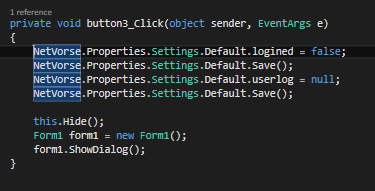 1 reference
private void button3_Click(object sender, EventArgs e)
{
NetVorse.Properties.Settings.Default.logined = false;
NetVorse.Properties.Settings.Default.Save();
NetVorse.Properties.Settings.Default.userlog = null;
NetVorse.Properties.Settings.Default.Save();
this.Hide();
Form1 form1 = new Form1();
form1.ShowDialog();
}